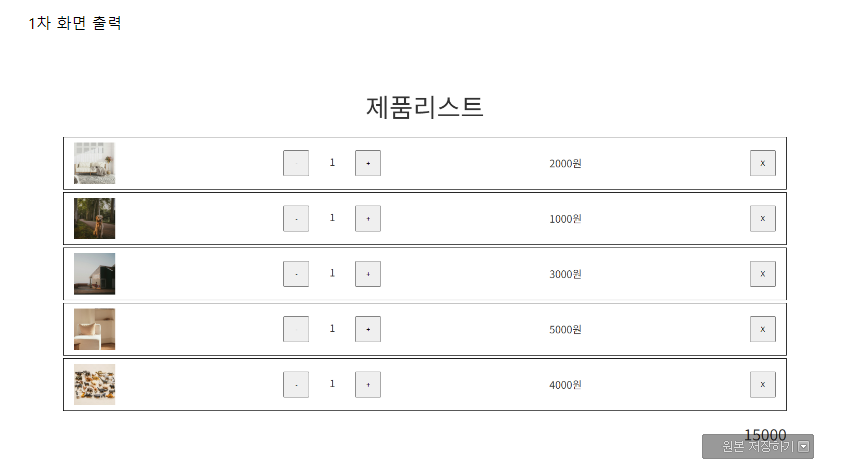 1차 화면 출력
제품리스트
- 1 + 2000원 X
- 1 + 1000원 X
- 1 + 3000원 X
- 1 + 5000원 X
- 1 + 4000원 X
15000
원본 저장하기